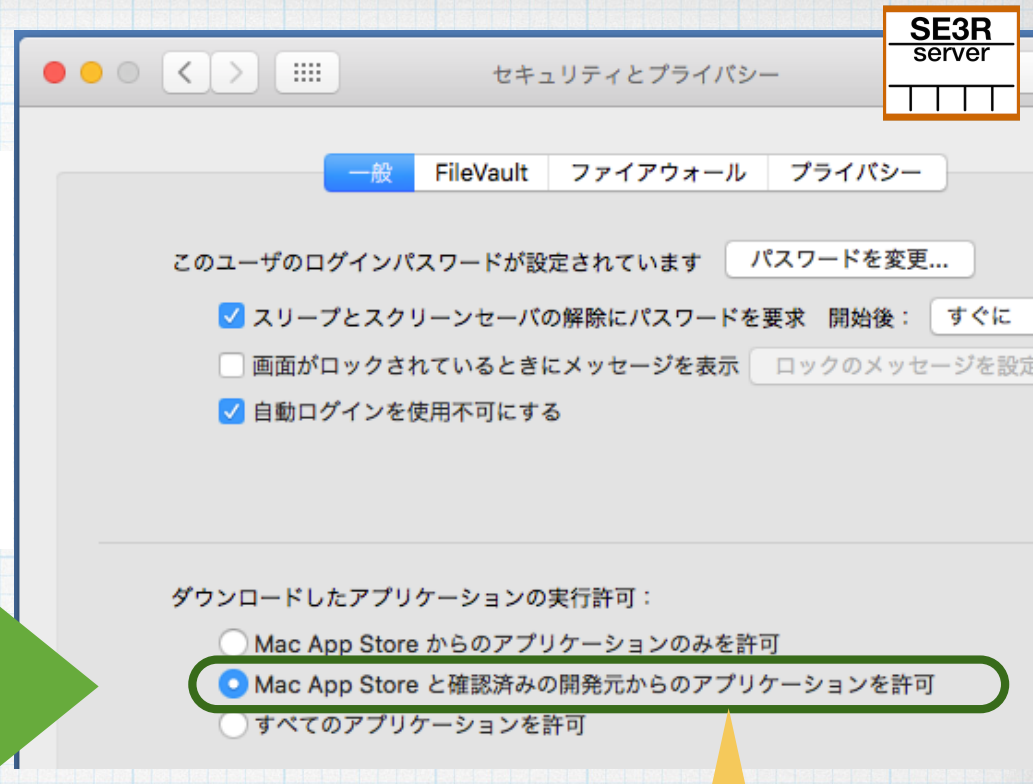 SE3R
server
セキュリティとプライバシー
一般 FileVault ファイアウォール プライバシー
このユーザのログインパスワードが設定されています パスワードを変更...
スリープとスクリーンセーバの解除にパスワードを要求 開始後： すぐに
画面がロックされているときにメッセージを表示 ロックのメッセージを設定
自動ログインを使用不可にする
ダウンロードしたアプリケーションの実行許可：
Mac App Store からのアプリケーションのみを許可
Mac App Store と確認済みの開発元からのアプリケーションを許可
すべてのアプリケーションを許可